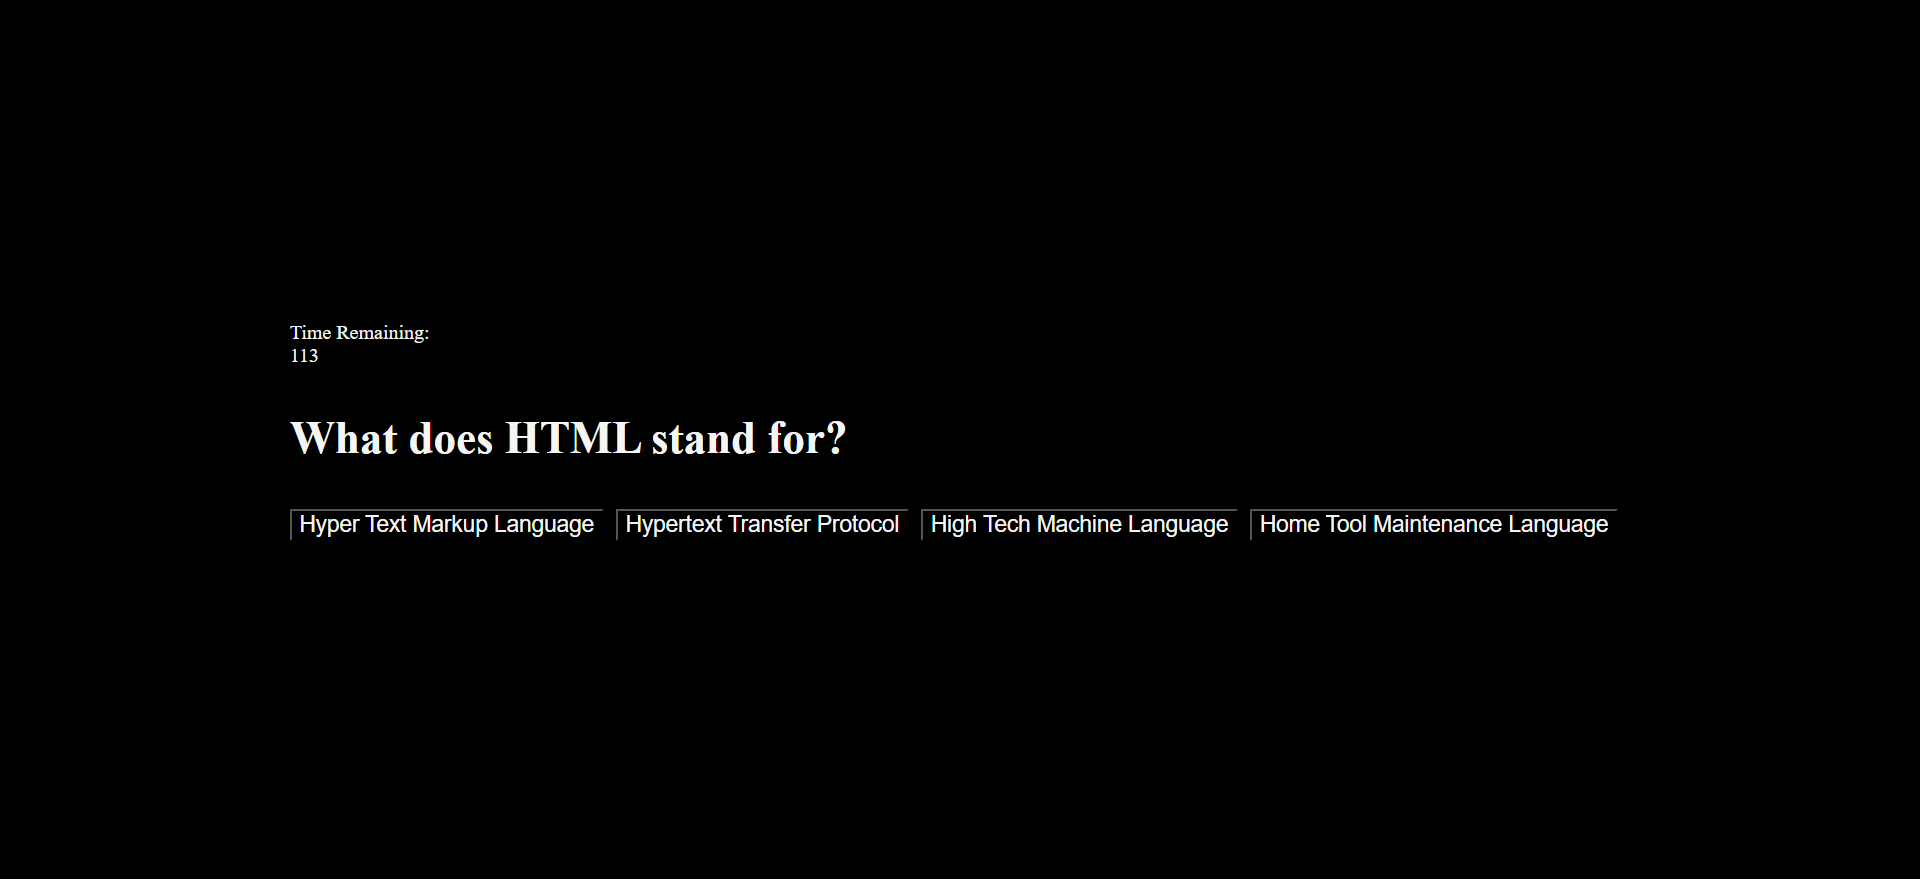 Time Remaining:
113
What does HTML stand for?
Hyper Text Markup Language Hypertext Transfer Protocol High Tech Machine Language Home Tool Maintenance Language